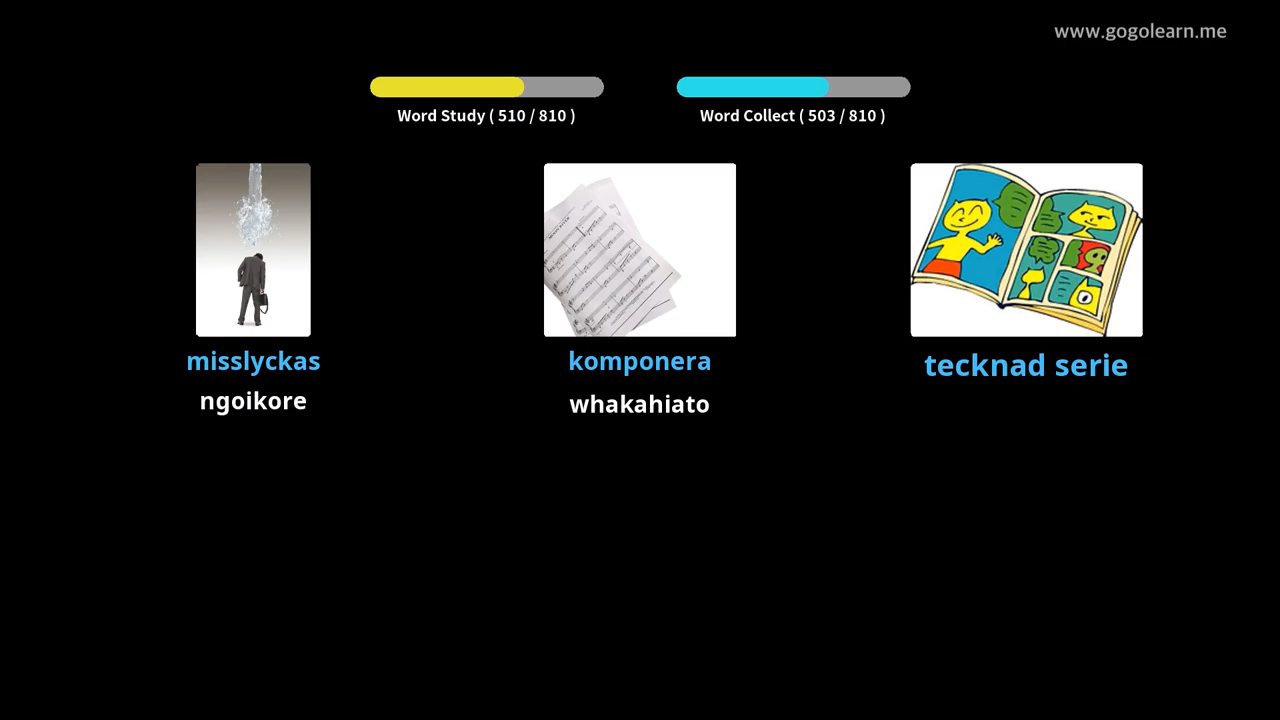 www.gogolearn.me
Word Study ( 510 / 810 )
Word Collect ( 503 / 810 )
misslyckas
komponera
tecknad serie
ngoikore
whakahiato